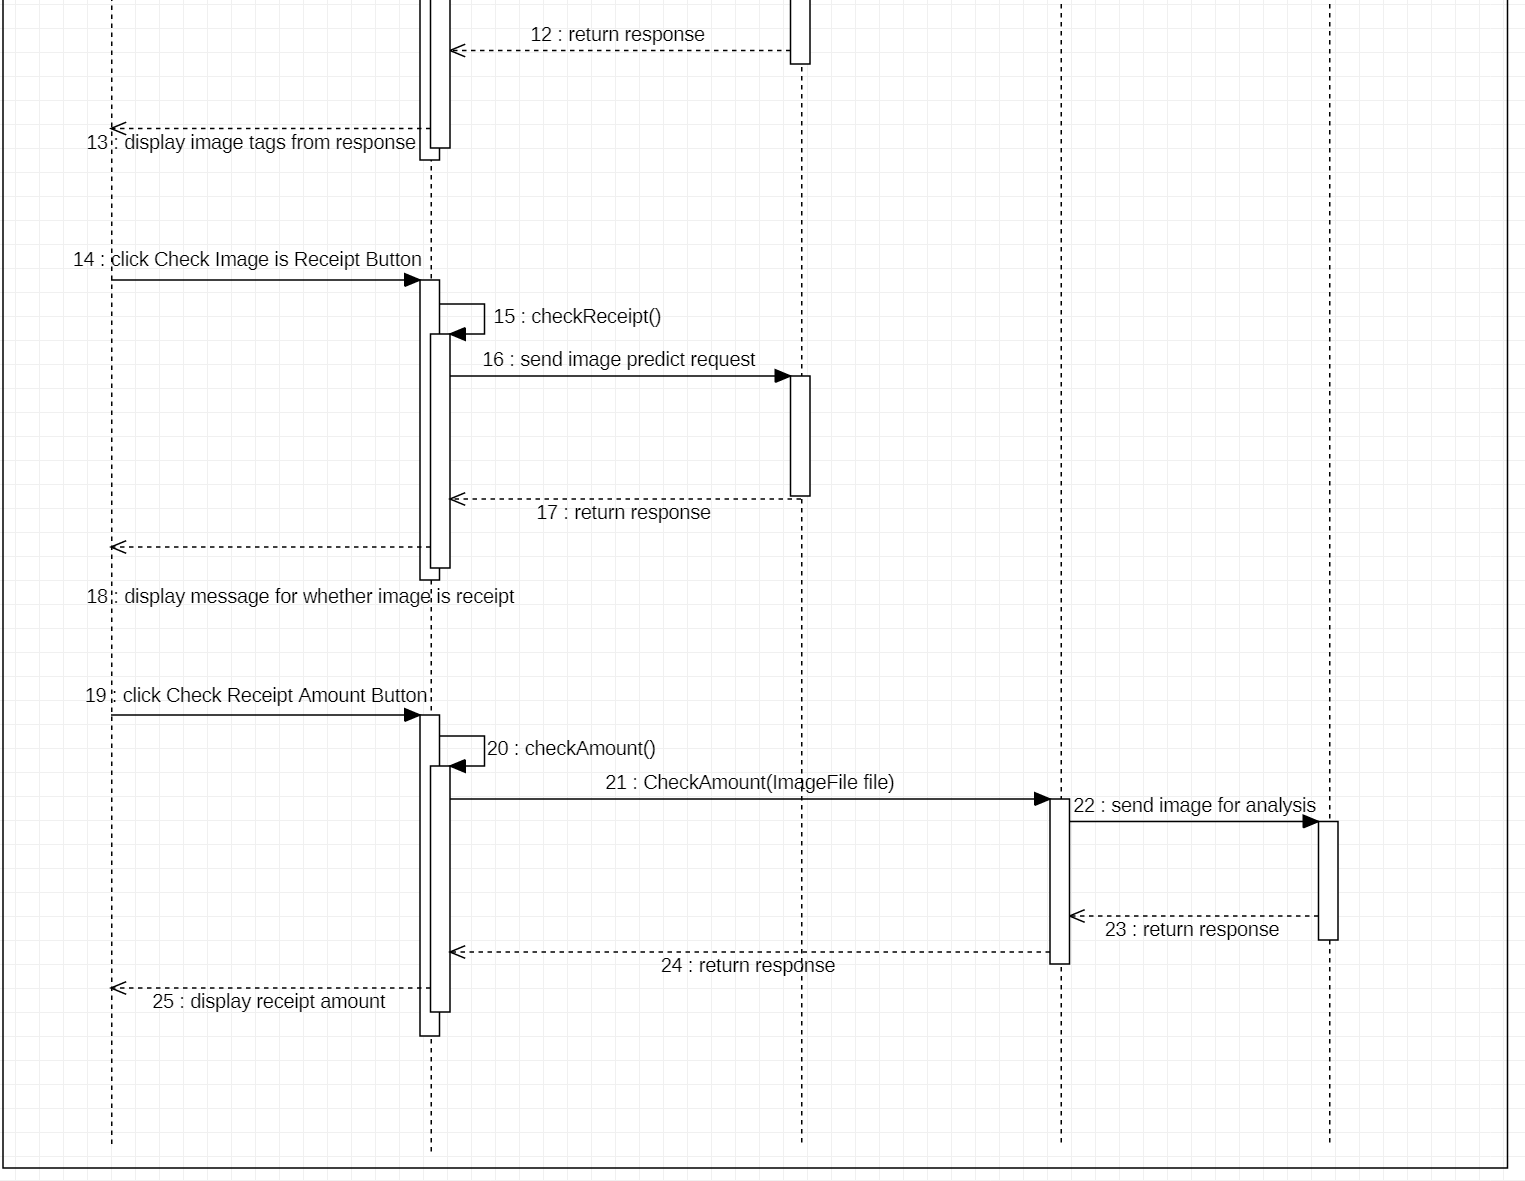 12 : return response
13 : display image tags from response
14 : click Check Image is Receipt Button
15 : checkReceipt()
16 : send image predict request
17 : return response
18 : display message for whether image is receipt
19 : click Check Receipt Amount Button
20 : checkAmount()
21 : CheckAmount(ImageFile file)
22 : send image for analysis
23 : return response
24 : return response
25 : display receipt amount